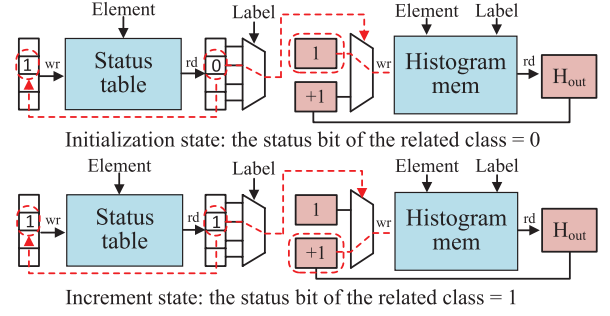 Element
Label
Element
Label
1
wr
Status
table
rd
0
1
+1
wr
Histogram
mem
rd
Hout
Initialization state: the status bit of the related class = 0
Element
Label
Element
Label
1
wr
Status
table
rd
1
1
+1
wr
Histogram
mem
rd
Hout
Increment state: the status bit of the related class = 1